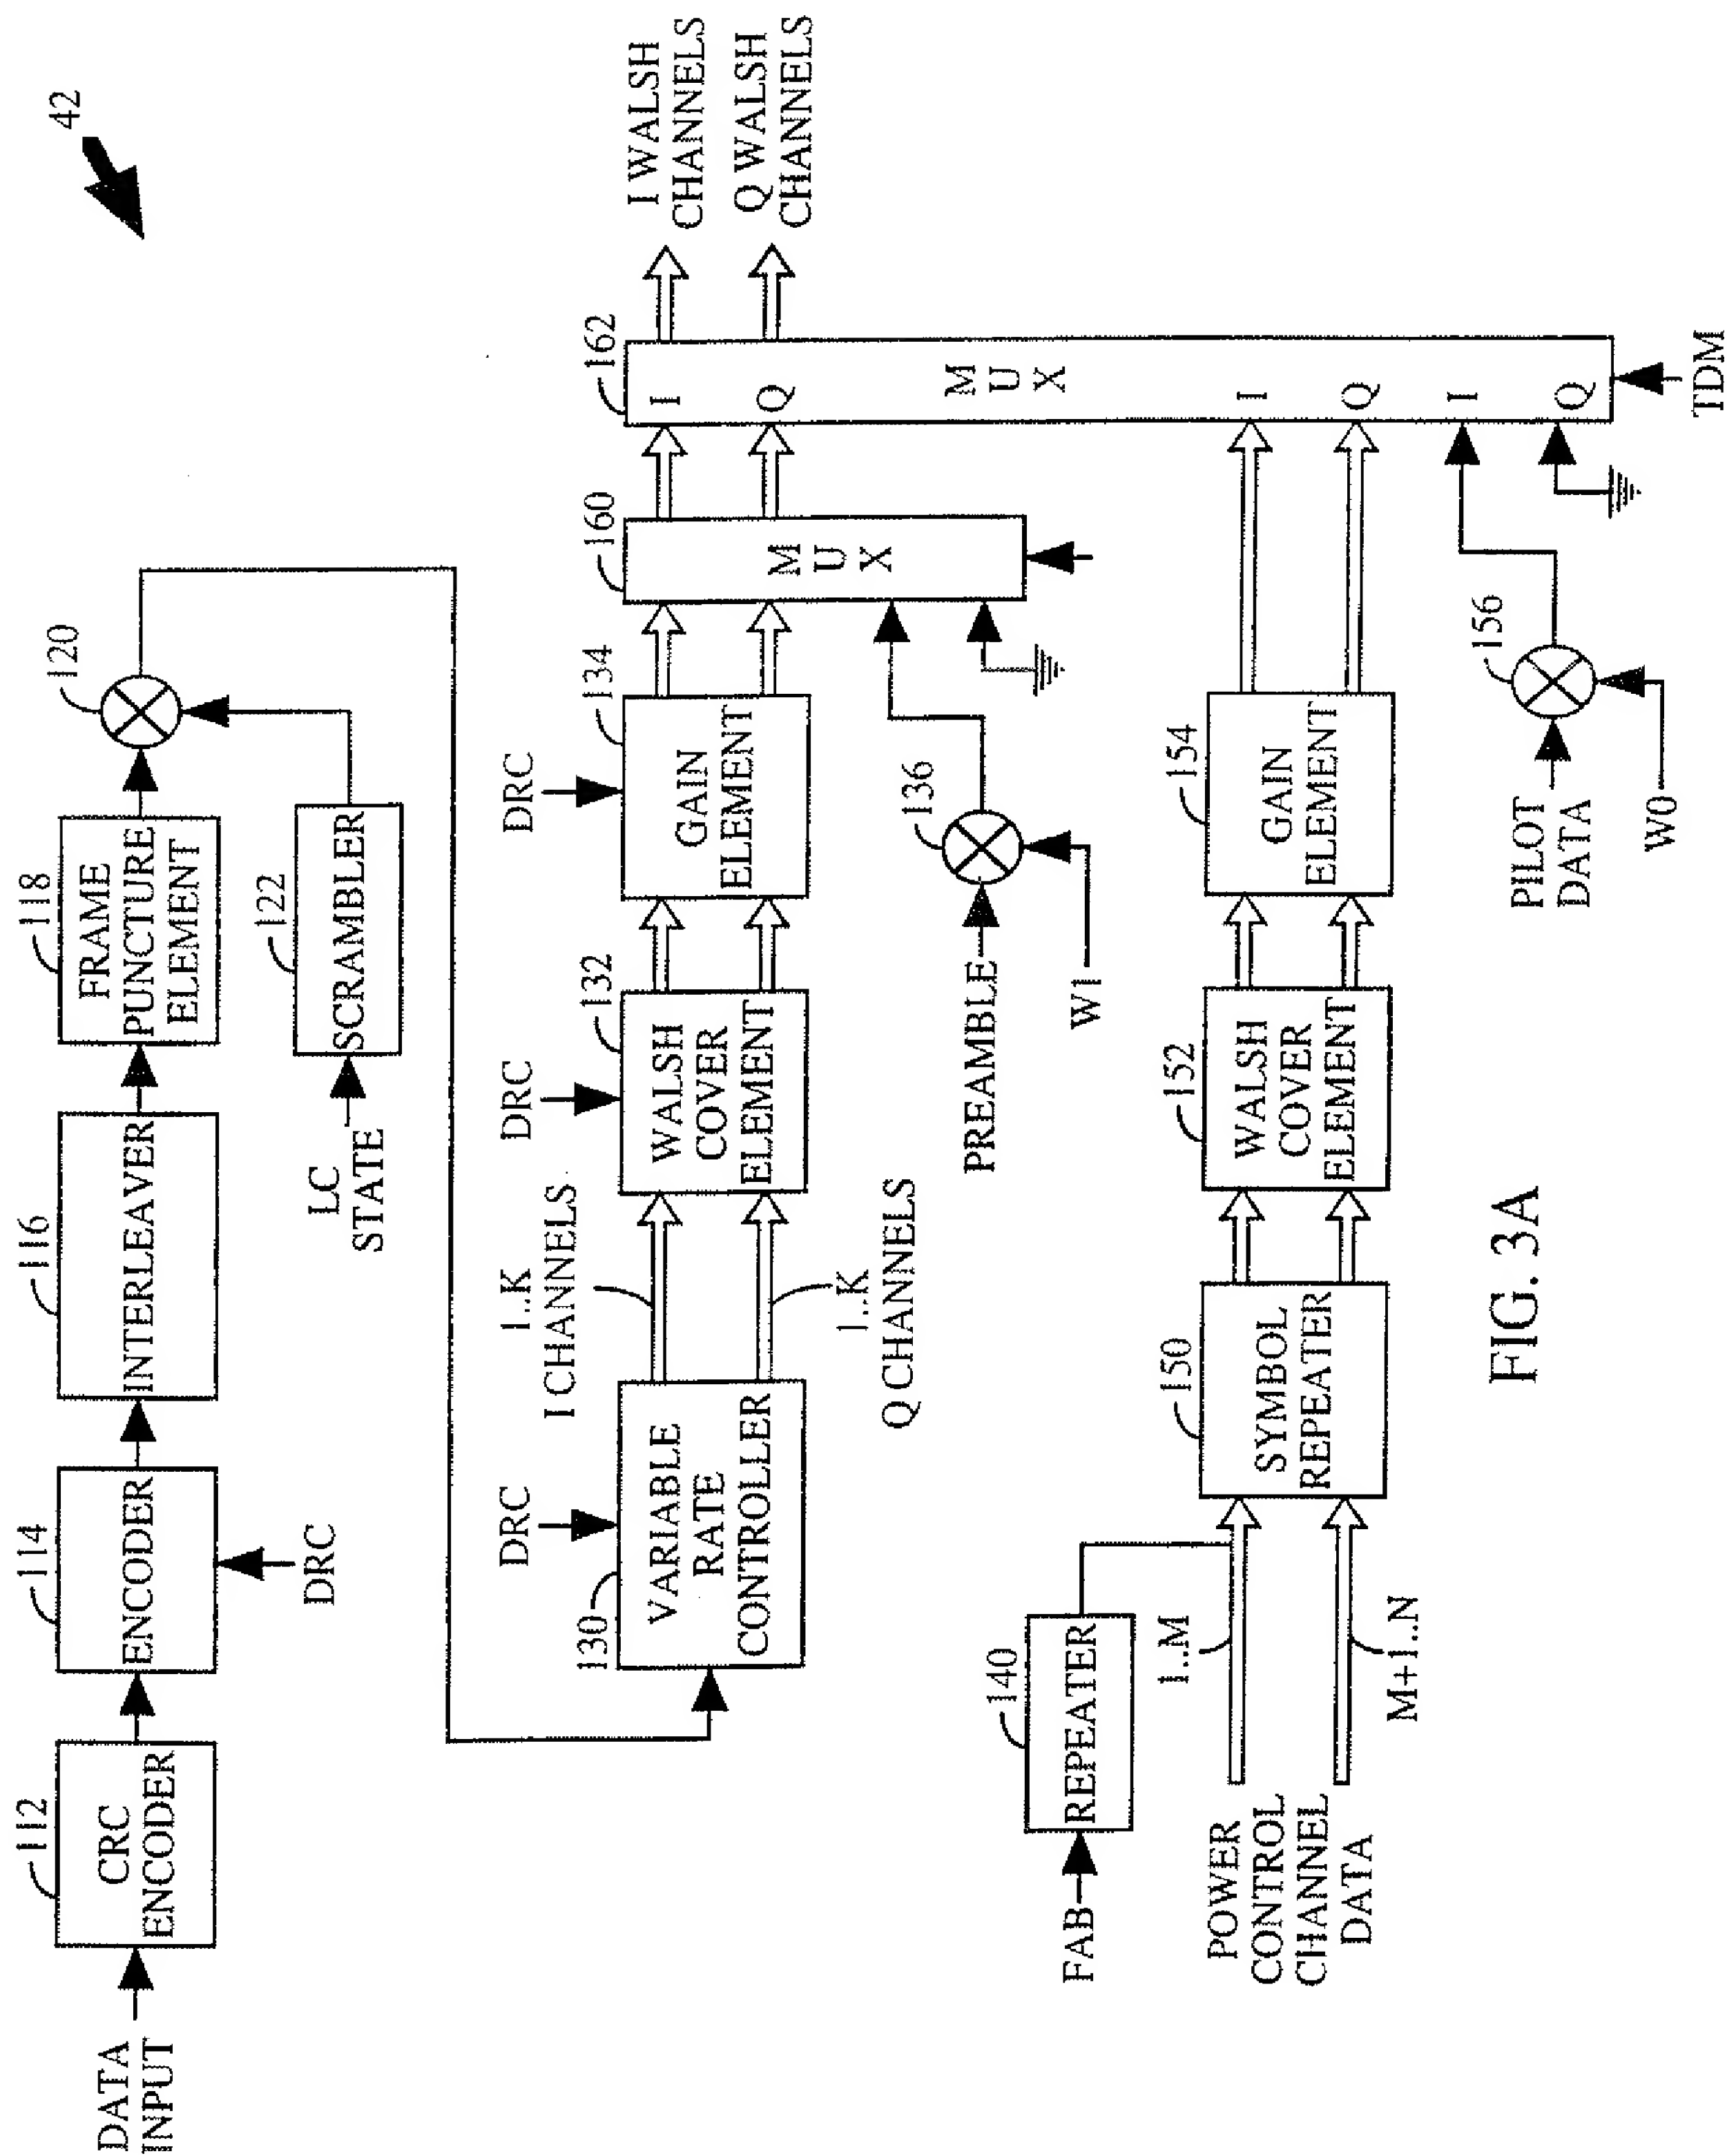 42
DATA
INPUT
112
CRC
ENCODER
114
ENCODER
DRC
116
INTERLEAVER
118
FRAME
PUNCTURE
ELEMENT
120
122
SCRAMBLER
LC
STATE
130
VARIABLE
RATE
CONTROLLER
DRC
1..K
I CHANNELS
1..K
Q CHANNELS
DRC
132
WALSH
COVER
ELEMENT
DRC
134
GAIN
ELEMENT
PREAMBLE
136
W1
160
MUX
162
I
Q
MUX
I
Q
I
Q
TDM
I WALSH
CHANNELS
Q WALSH
CHANNELS
FAB
140
REPEATER
POWER
CONTROL
CHANNEL
DATA
1..M
M+1..N
150
SYMBOL
REPEATER
152
WALSH
COVER
ELEMENT
154
GAIN
ELEMENT
PILOT
DATA
156
W0
FIG. 3A